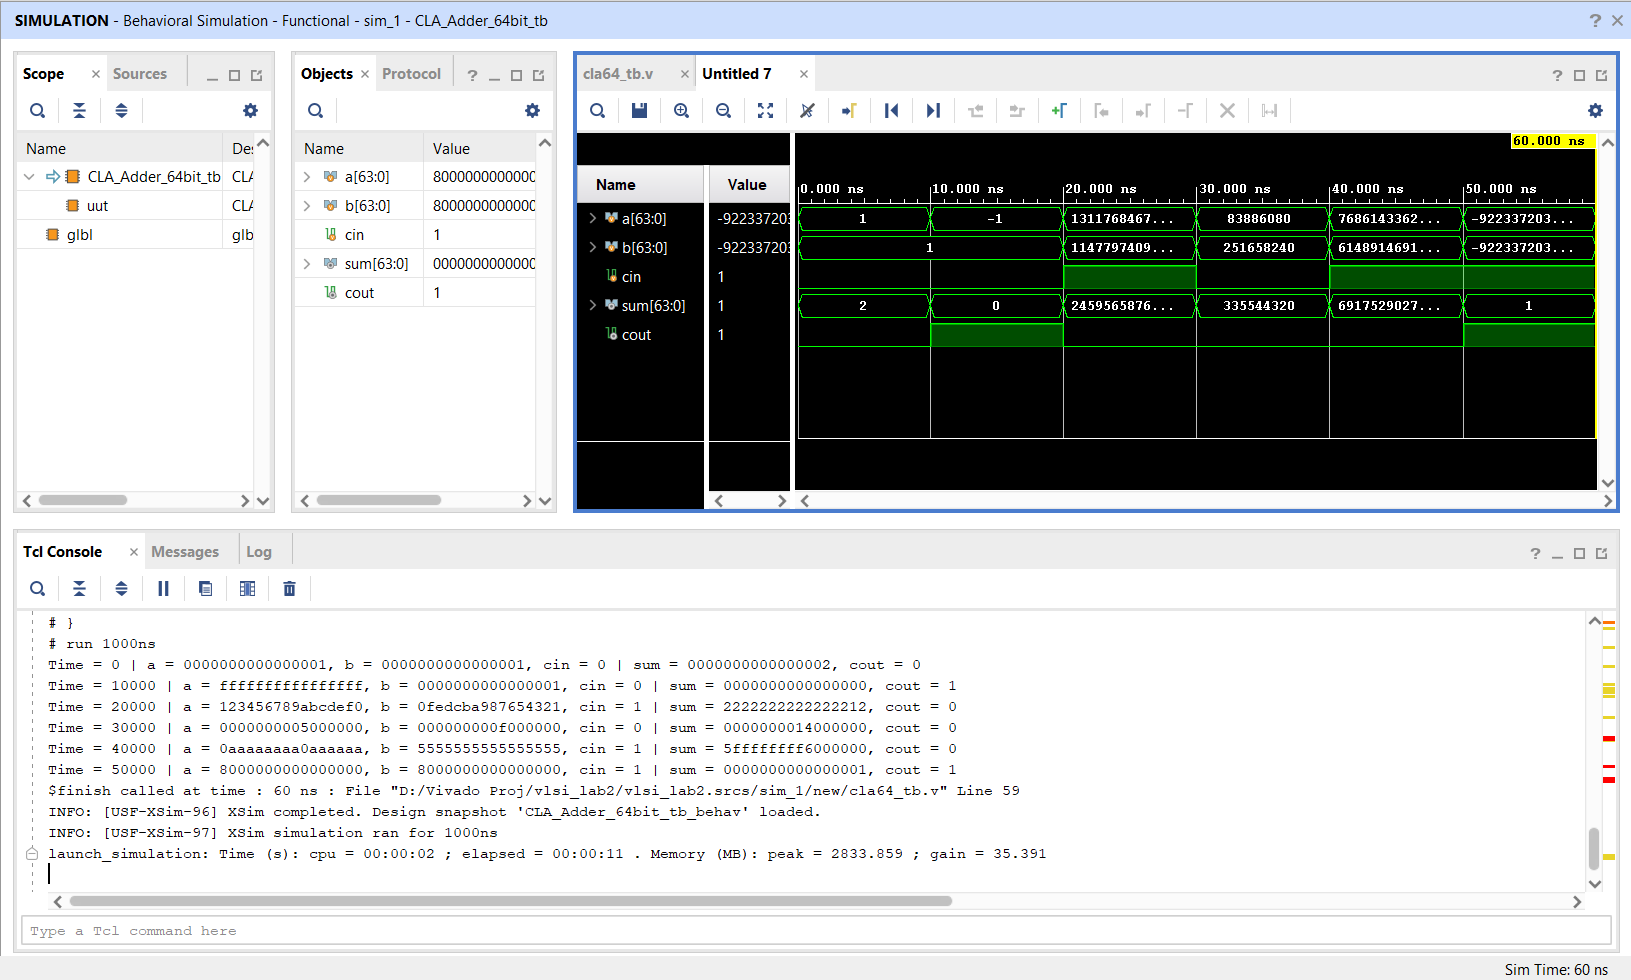 SIMULATION - Behavioral Simulation - Functional - sim_1 - CLA_Adder_64bit_tb
Scope
Sources
Name
Des
CLA_Adder_64bit_tb
CLA
uut
CLA
glbl
glb
Objects
Protocol
Name
Value
a[63:0]
8000000000000
b[63:0]
8000000000000
cin
1
sum[63:0]
0000000000000
cout
1
cla64_tb.v
Untitled 7
60.000 ns
Name
Value
0.000 ns
10.000 ns
20.000 ns
30.000 ns
40.000 ns
50.000 ns
a[63:0]
-922337203
1
-1
1311768467...
83886080
7686143362...
-922337203...
b[63:0]
-922337203
1
1147797409...
251658240
6148914691...
-922337203...
cin
1
sum[63:0]
1
2
0
2459565876...
335544320
6917529027...
1
cout
1
Tcl Console
Messages
Log
# }
# run 1000ns
Time = 0 | a = 0000000000000001, b = 0000000000000001, cin = 0 | sum = 0000000000000002, cout = 0
Time = 10000 | a = ffffffffffffffff, b = 0000000000000001, cin = 0 | sum = 0000000000000000, cout = 1
Time = 20000 | a = 123456789abcdef0, b = 0fedcba987654321, cin = 1 | sum = 2222222222222212, cout = 0
Time = 30000 | a = 0000000005000000, b = 000000000f000000, cin = 0 | sum = 0000000014000000, cout = 0
Time = 40000 | a = 0aaaaaaaa0aaaaaa, b = 5555555555555555, cin = 1 | sum = 5ffffffff6000000, cout = 0
Time = 50000 | a = 8000000000000000, b = 8000000000000000, cin = 1 | sum = 0000000000000001, cout = 1
$finish called at time : 60 ns : File "D:/Vivado Proj/vlsi_lab2/vlsi_lab2.srcs/sim_1/new/cla64_tb.v" Line 59
INFO: [USF-XSim-96] XSim completed. Design snapshot 'CLA_Adder_64bit_tb_behav' loaded.
INFO: [USF-XSim-97] XSim simulation ran for 1000ns
launch_simulation: Time (s): cpu = 00:00:02 ; elapsed = 00:00:11 . Memory (MB): peak = 2833.859 ; gain = 35.391
Type a Tcl command here
Sim Time: 60 ns